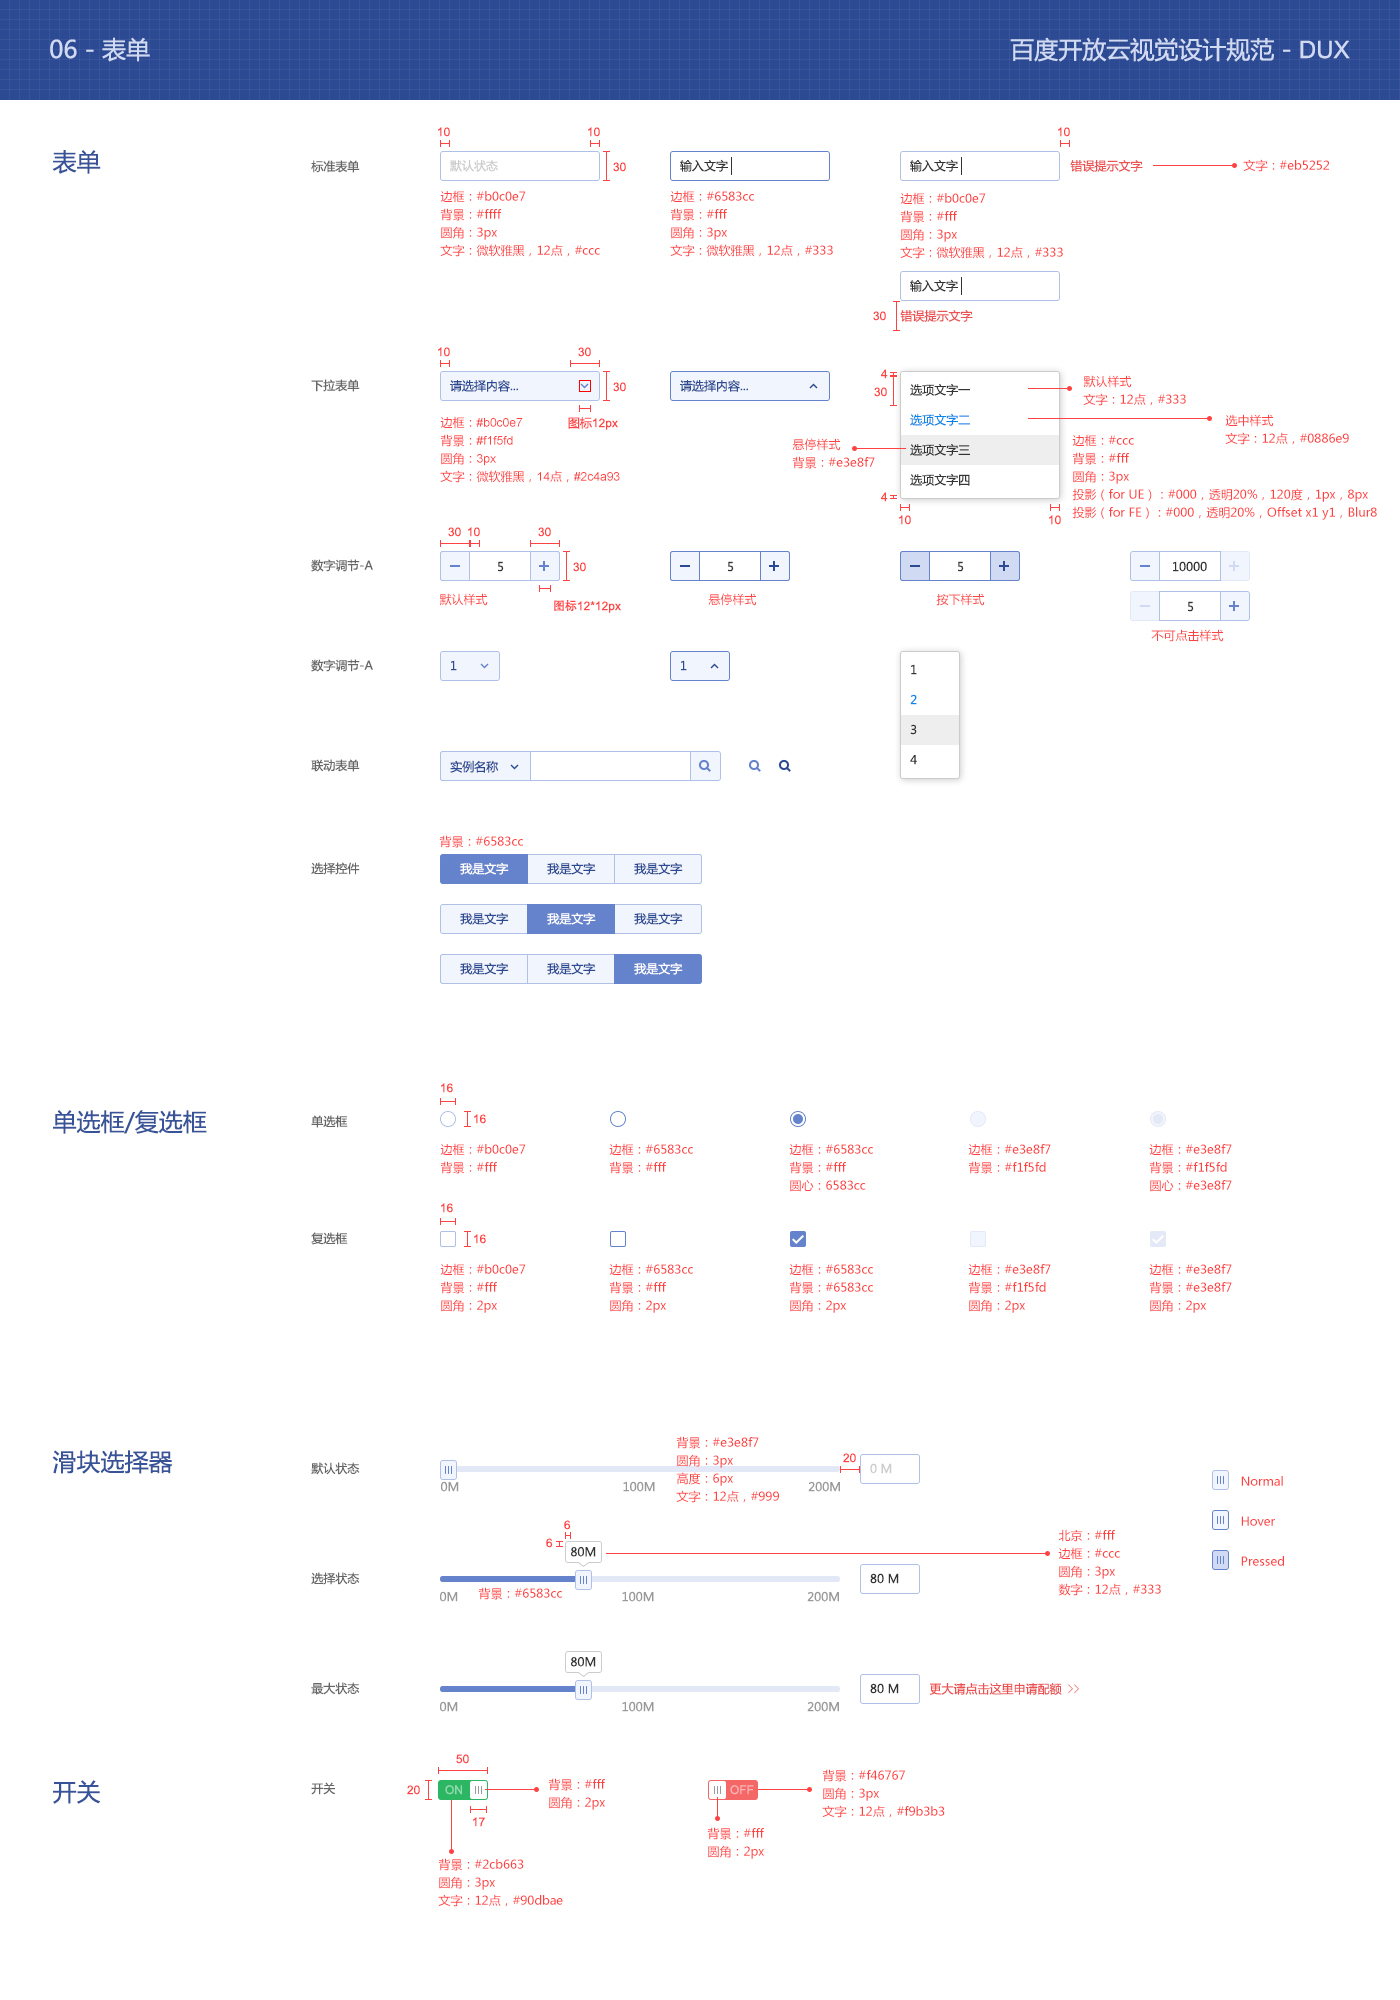 06 - 表单
百度开放云视觉设计规范 - DUX
表单
标准表单
10
10
默认状态
30
边框：#b0c0e7
背景：#ffff
圆角：3px
文字：微软雅黑，12点，#ccc
输入文字
边框：#6583cc
背景：#fff
圆角：3px
文字：微软雅黑，12点，#333
10
输入文字
错误提示文字
文字：#eb5252
边框：#b0c0e7
背景：#fff
圆角：3px
文字：微软雅黑，12点，#333
输入文字
30
错误提示文字
下拉表单
10
30
请选择内容...
30
图标12px
边框：#b0c0e7
背景：#f1f5fd
圆角：3px
文字：微软雅黑，14点，#2c4a93
请选择内容...
4
30
选项文字一
选项文字二
选项文字三
选项文字四
4
10
10
悬停样式
背景：#e3e8f7
默认样式
文字：12点，#333
选中样式
文字：12点，#0886e9
边框：#ccc
背景：#fff
圆角：3px
投影（for UE）：#000，透明20%，120度，1px，8px
投影（for FE）：#000，透明20%，Offset x1 y1，Blur8
数字调节-A
30
10
30
5
30
默认样式
图标12*12px
5
悬停样式
5
按下样式
10000
5
不可点击样式
数字调节-A
1
1
1
2
3
4
联动表单
实例名称
选择控件
背景：#6583cc
我是文字 我是文字 我是文字
我是文字 我是文字 我是文字
我是文字 我是文字 我是文字
单选框/复选框
单选框
16
16
边框：#b0c0e7
背景：#fff
边框：#6583cc
背景：#fff
边框：#6583cc
背景：#fff
圆心：6583cc
边框：#e3e8f7
背景：#f1f5fd
边框：#e3e8f7
背景：#f1f5fd
圆心：#e3e8f7
复选框
16
16
边框：#b0c0e7
背景：#fff
圆角：2px
边框：#6583cc
背景：#fff
圆角：2px
边框：#6583cc
背景：#6583cc
圆角：2px
边框：#e3e8f7
背景：#f1f5fd
圆角：2px
边框：#e3e8f7
背景：#e3e8f7
圆角：2px
滑块选择器
默认状态
0M
100M
200M
背景：#e3e8f7
圆角：3px
高度：6px
文字：12点，#999
20
0 M
Normal
Hover
Pressed
选择状态
6
6
80M
0M
背景：#6583cc
100M
200M
80 M
北京：#fff
边框：#ccc
圆角：3px
数字：12点，#333
最大状态
80M
0M
100M
200M
80 M
更大请点击这里申请配额 >>
开关
开关
50
20
ON
17
背景：#fff
圆角：2px
背景：#2cb663
圆角：3px
文字：12点，#90dbae
OFF
背景：#fff
圆角：2px
背景：#f46767
圆角：3px
文字：12点，#f9b3b3